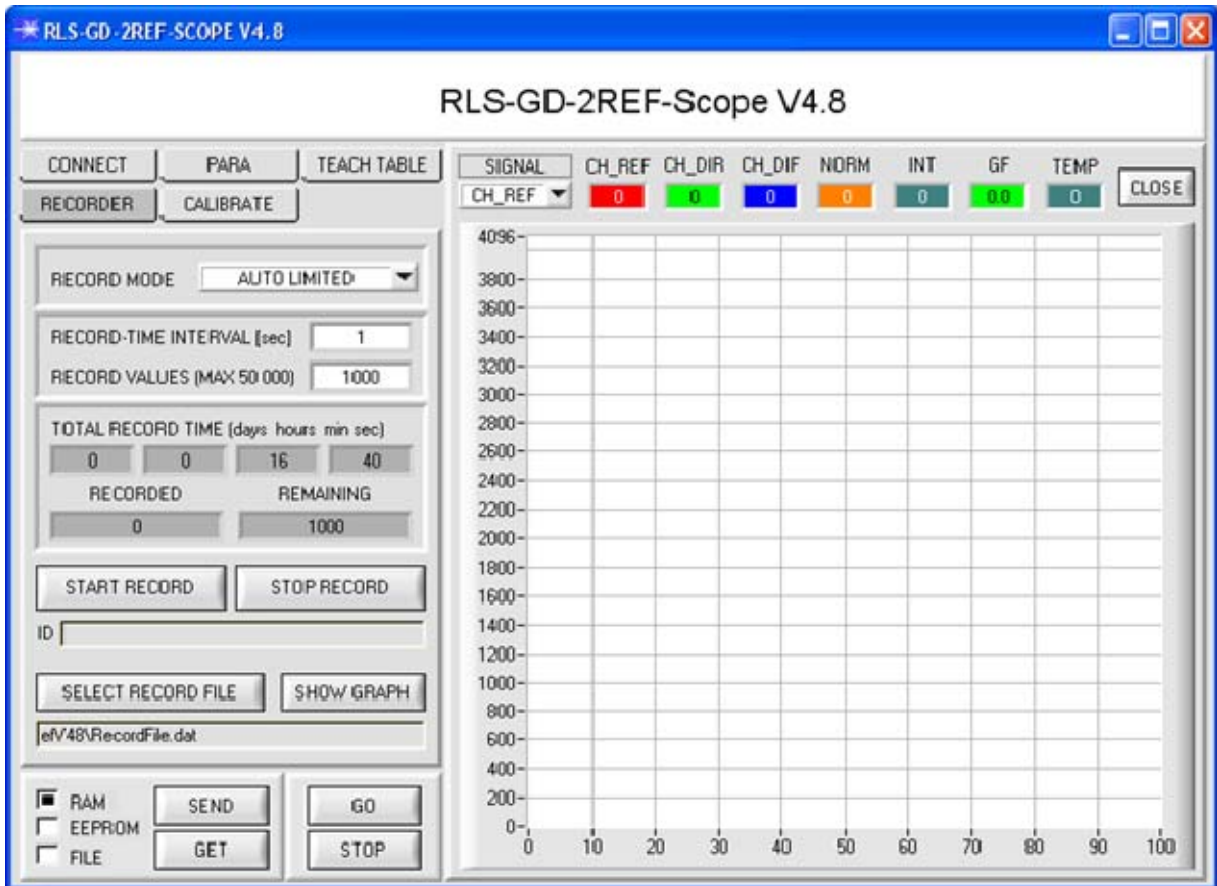 RLS-GD-2REF-SCOPE V4.8
RLS-GD-2REF-Scope V4.8
CONNECT PARA TEACH TABLE
RECORDER CALIBRATE
SIGNAL CH_REF CH_DIR CH_DIF NORM INT GF TEMP
CH_REF 0 0 0 0 0 0.0 0 CLOSE
RECORD MODE AUTO LIMITED
RECORD-TIME INTERVAL [sec] 1
RECORD VALUES (MAX 50 000) 1000
TOTAL RECORD TIME (days hours min sec)
0 0 16 40
RECORDED REMAINING
0 1000
START RECORD STOP RECORD
ID
SELECT RECORD FILE SHOW GRAPH
efV48\RecordFile.dat
RAM
EEPROM
FILE
SEND
GET
GO
STOP
4096
3800
3600
3400
3200
3000
2800
2600
2400
2200
2000
1800
1600
1400
1200
1000
800
600
400
200
0
0 10 20 30 40 50 60 70 80 90 100